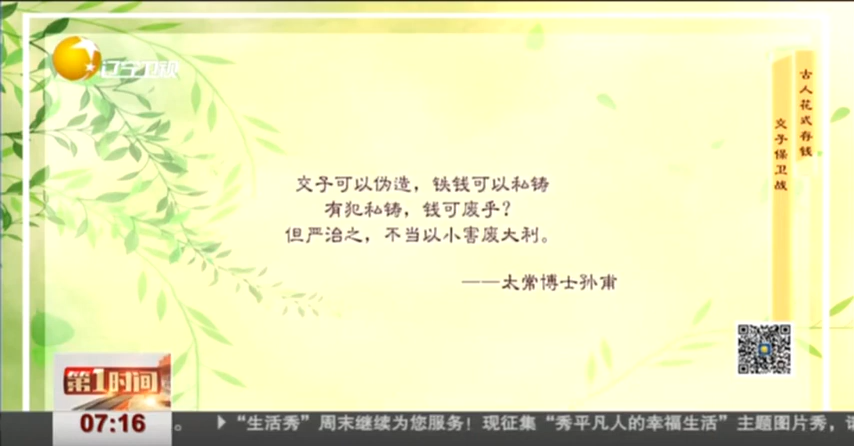 辽宁卫视
古人花式存钱
交子保卫战
交子可以伪造，铁钱可以私铸
有犯私铸，钱可废乎？
但严治之，不当以小害废大利。
——太常博士孙甫
第1时间
07:16
。 ▶“生活秀”周末继续为您服务！现征集“秀平凡人的幸福生活”主题图片秀，